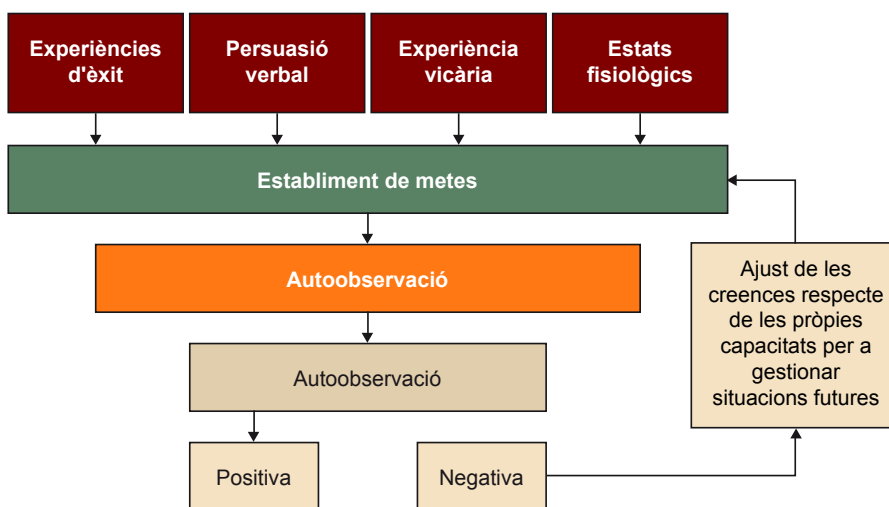 Experiències
d'èxit
Persuasió
verbal
Experiència
vicària
Estats
fisiològics
Establiment de metes
Autoobservació
Ajust de les
creences respecte
de les pròpies
capacitats per a
gestionar
situacions futures
Autoobservació
Positiva
Negativa